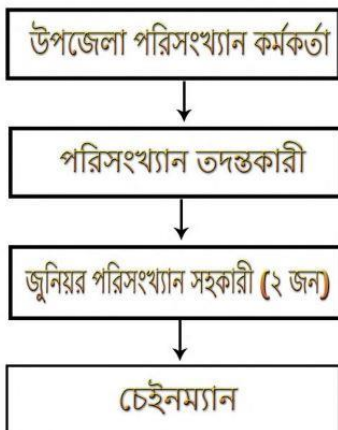 উপজেলা পরিসংখ্যান কর্মকর্তা
পরিসংখ্যান তদন্তকারী
জুনিয়র পরিসংখ্যান সহকারী (২ জন)
চেইনম্যান